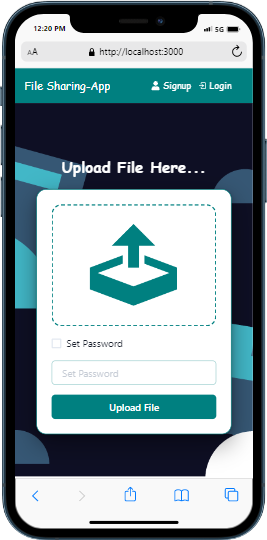 12:20 PM 5G
AA http://localhost:3000
File Sharing-App Signup Login
Upload File Here...
Set Password
Set Password
Upload File